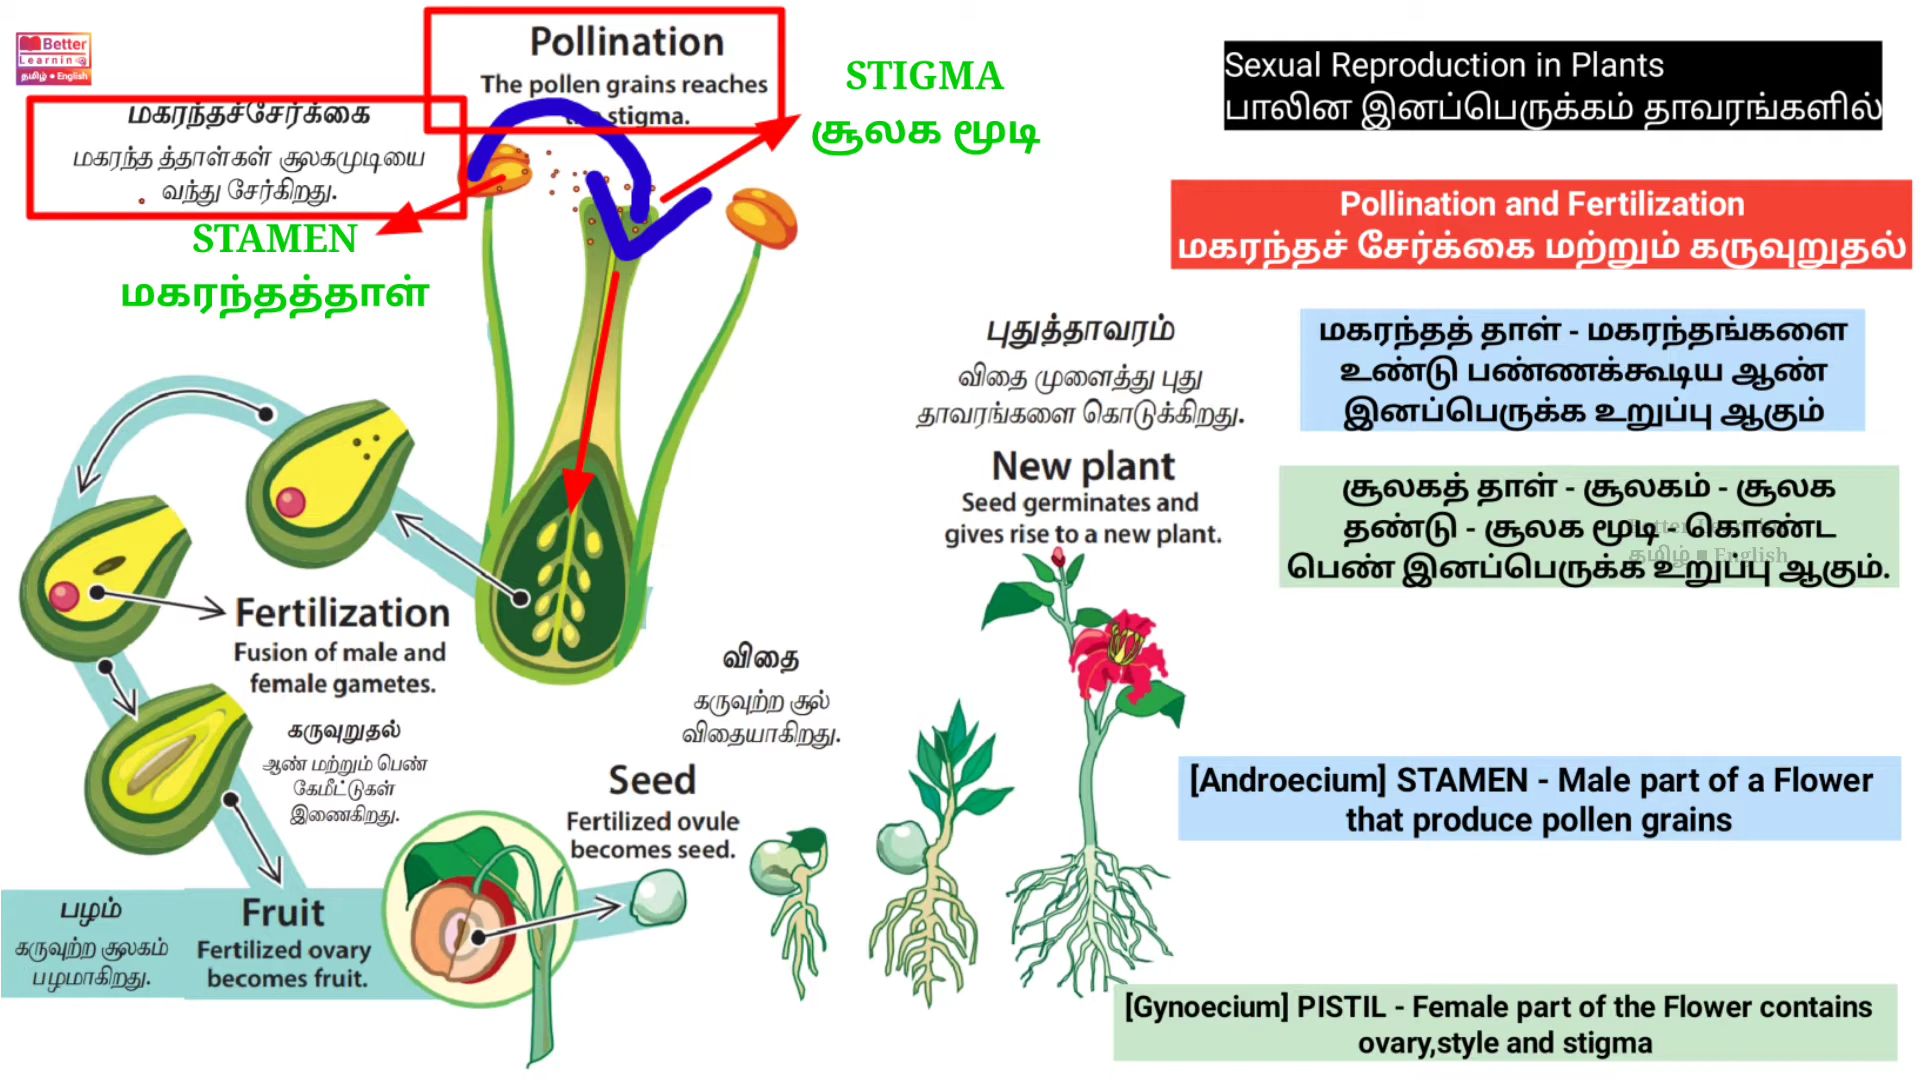 Better
Learning
தமிழ் ● English
Pollination
The pollen grains reaches
stigma.
மகரந்தச்சேர்க்கை
மகரந்த த்தாள்கள் சூலகமுடியை
வந்து சேர்கிறது.
STIGMA
சூலக மூடி
STAMEN
மகரந்தத்தாள்
Sexual Reproduction in Plants
பாலின இனப்பெருக்கம் தாவரங்களில்
Pollination and Fertilization
மகரந்தச் சேர்க்கை மற்றும் கருவுறுதல்
மகரந்தத் தாள் - மகரந்தங்களை
உண்டு பண்ணக்கூடிய ஆண்
இனப்பெருக்க உறுப்பு ஆகும்
சூலகத் தாள் - சூலகம் - சூலக
தண்டு - சூலக மூடி - கொண்ட
பெண் இனப்பெருக்க உறுப்பு ஆகும்.
தமிழ் ■ English
புதுத்தாவரம்
விதை முளைத்து புது
தாவரங்களை கொடுக்கிறது.
New plant
Seed germinates and
gives rise to a new plant.
Fertilization
Fusion of male and
female gametes.
கருவுறுதல்
ஆண் மற்றும் பெண்
கேமீட்டுகள்
இணைகிறது.
விதை
கருவுற்ற சூல்
விதையாகிறது.
Seed
Fertilized ovule
becomes seed.
பழம்
கருவுற்ற சூலகம்
பழமாகிறது.
Fruit
Fertilized ovary
becomes fruit.
[Androecium] STAMEN - Male part of a Flower
that produce pollen grains
[Gynoecium] PISTIL - Female part of the Flower contains
ovary,style and stigma